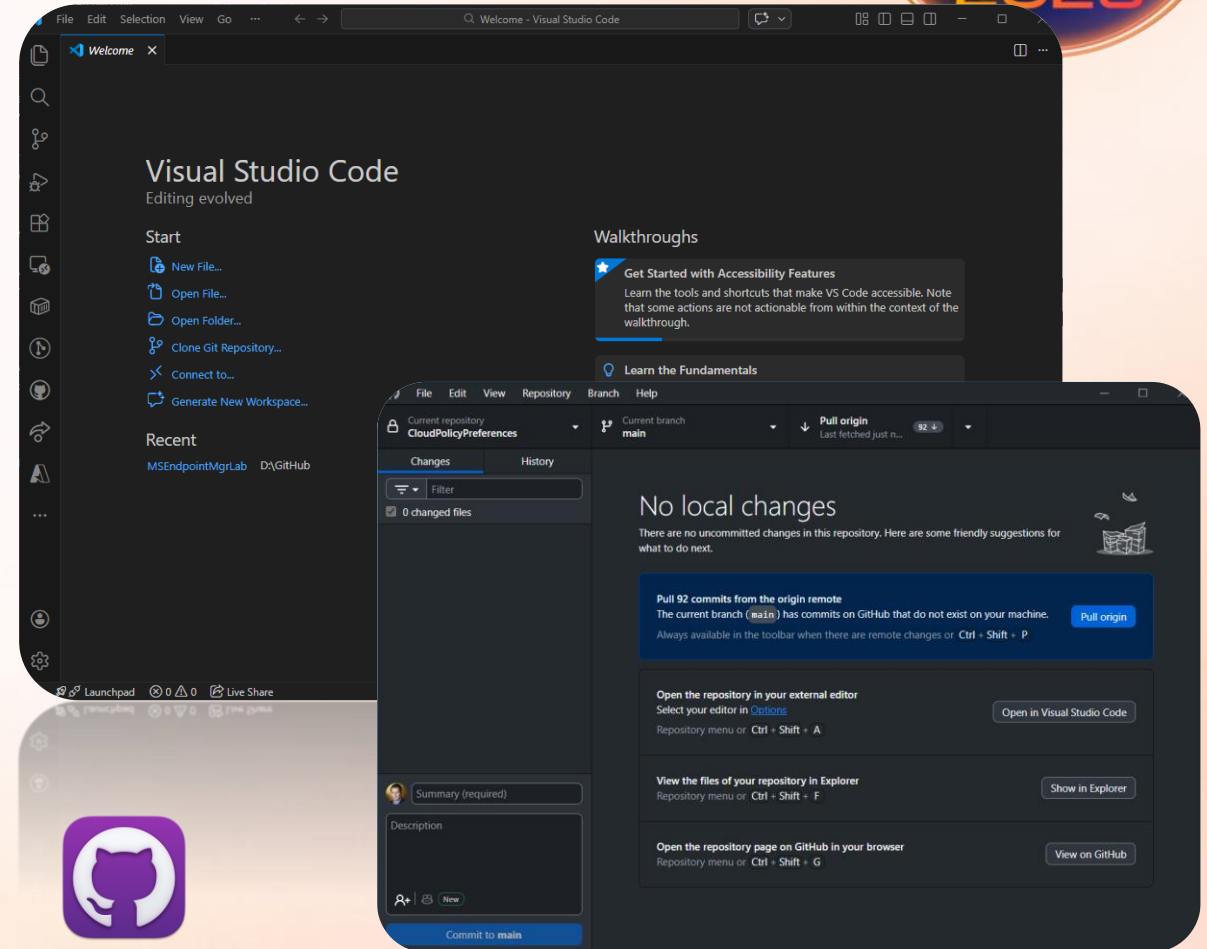 File Edit Selection View Go ··· Welcome - Visual Studio Code
Welcome
Visual Studio Code
Editing evolved
Start
New File...
Open File...
Open Folder...
Clone Git Repository...
Connect to...
Generate New Workspace...
Recent
MSEndpointMgrLab D:\GitHub
Walkthroughs
Get Started with Accessibility Features
Learn the tools and shortcuts that make VS Code accessible. Note
that some actions are not actionable from within the context of the
walkthrough.
Learn the Fundamentals
Launchpad 0 0 Live Share
File Edit View Repository Branch Help
Current repository
CloudPolicyPreferences
Current branch
main
Pull origin
Last fetched just n...
92
Changes History
Filter
0 changed files
No local changes
There are no uncommitted changes in this repository. Here are some friendly suggestions for
what to do next.
Pull 92 commits from the origin remote
The current branch (main) has commits on GitHub that do not exist on your machine.
Always available in the toolbar when there are remote changes or Ctrl + Shift + P
Pull origin
Open the repository in your external editor
Select your editor in Options
Repository menu or Ctrl + Shift + A
Open in Visual Studio Code
View the files of your repository in Explorer
Repository menu or Ctrl + Shift + F
Show in Explorer
Open the repository page on GitHub in your browser
Repository menu or Ctrl + Shift + G
View on GitHub
Summary (required)
Description
New
Commit to main